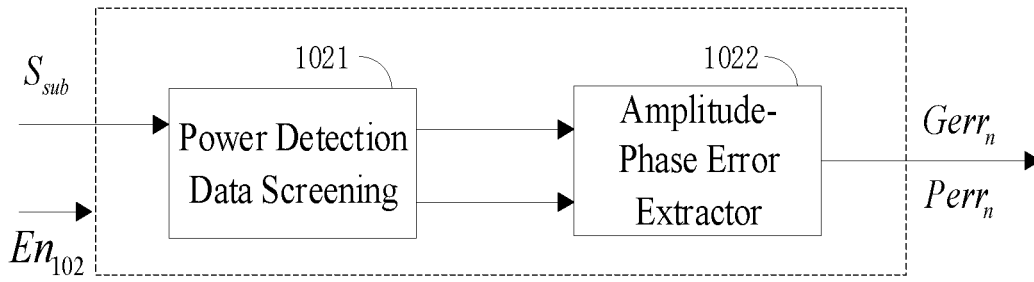 1021
1022
S_sub
Power Detection
Data Screening
Amplitude-
Phase Error
Extractor
Gerr_n
Perr_n
En_102